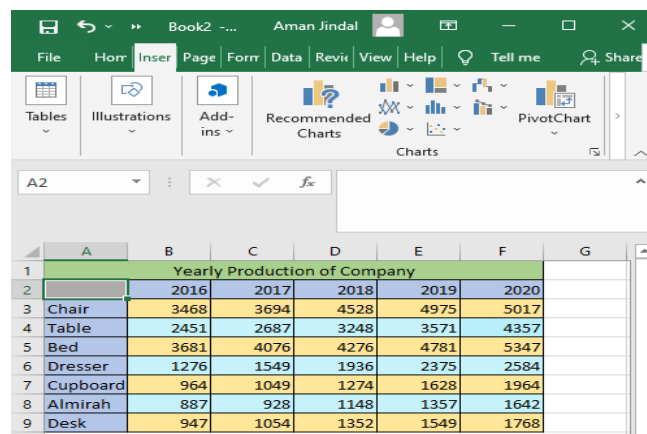 Book2 -... Aman Jindal
File Hom Inser Page Form Data Revie View Help Tell me Share
Tables Illustrations Add-ins Recommended Charts PivotChart
Charts
A2 fx
A B C D E F G
1 Yearly Production of Company
2 2016 2017 2018 2019 2020
3 Chair 3468 3694 4528 4975 5017
4 Table 2451 2687 3248 3571 4357
5 Bed 3681 4076 4276 4781 5347
6 Dresser 1276 1549 1936 2375 2584
7 Cupboard 964 1049 1274 1628 1964
8 Almirah 887 928 1148 1357 1642
9 Desk 947 1054 1352 1549 1768